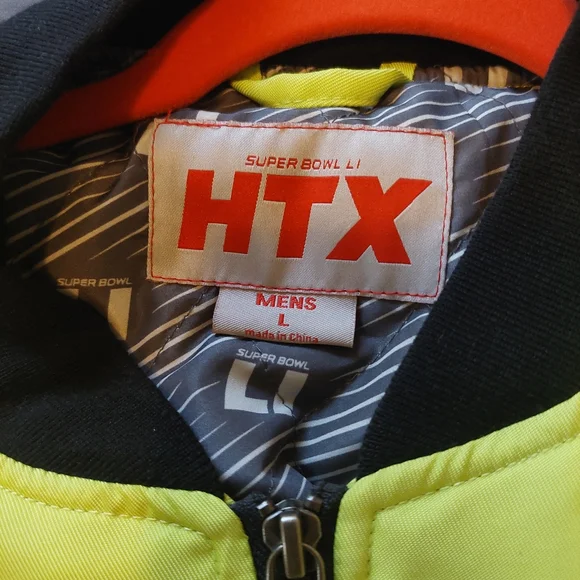 SUPER BOWL LI
HTX
MENS
L
made in China
SUPER BOWL
LI
SUPER BOWL
LI